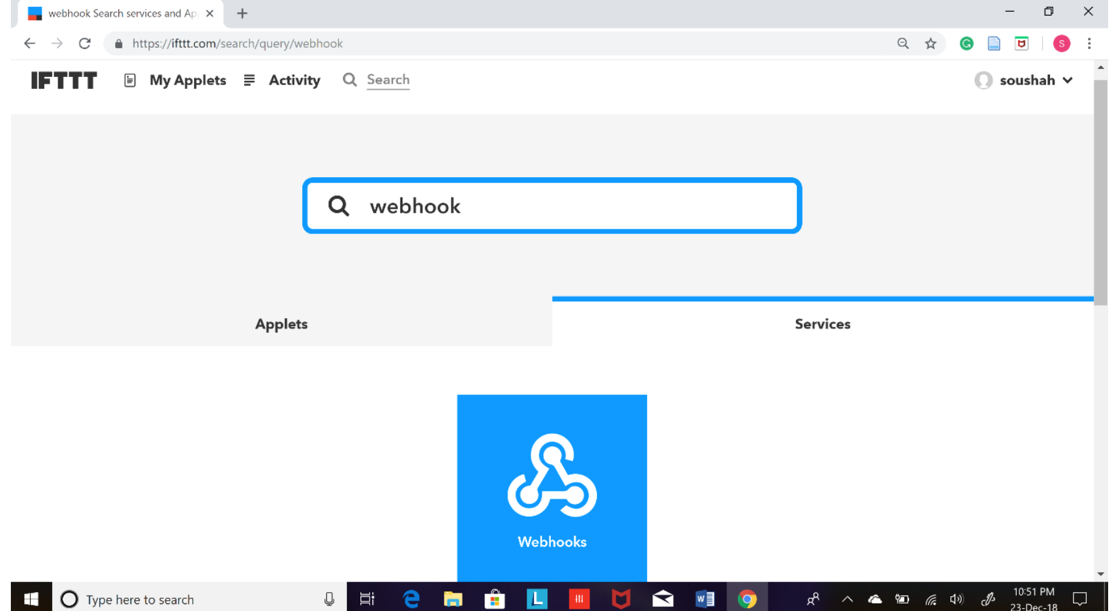 webhook Search services and Ap
https://ifttt.com/search/query/webhook
S
IFTTT My Applets Activity Search soushah
webhook
Applets Services
Webhooks
Type here to search
10:51 PM
23-Dec-18